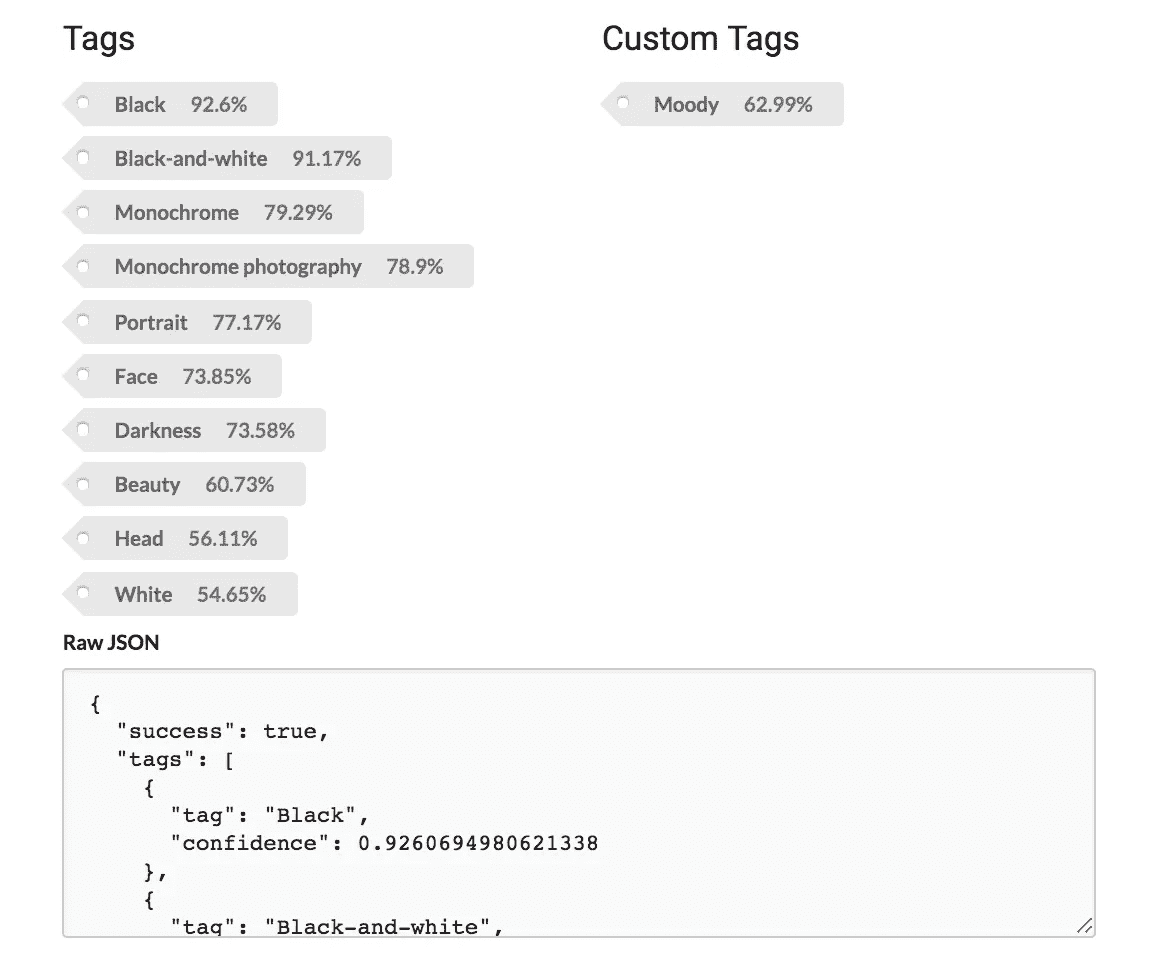 Tags
Black 92.6%
Black-and-white 91.17%
Monochrome 79.29%
Monochrome photography 78.9%
Portrait 77.17%
Face 73.85%
Darkness 73.58%
Beauty 60.73%
Head 56.11%
White 54.65%
Custom Tags
Moody 62.99%
Raw JSON
{
"success": true,
"tags": [
{
"tag": "Black",
"confidence": 0.9260694980621338
},
{
"tag": "Black-and-white",